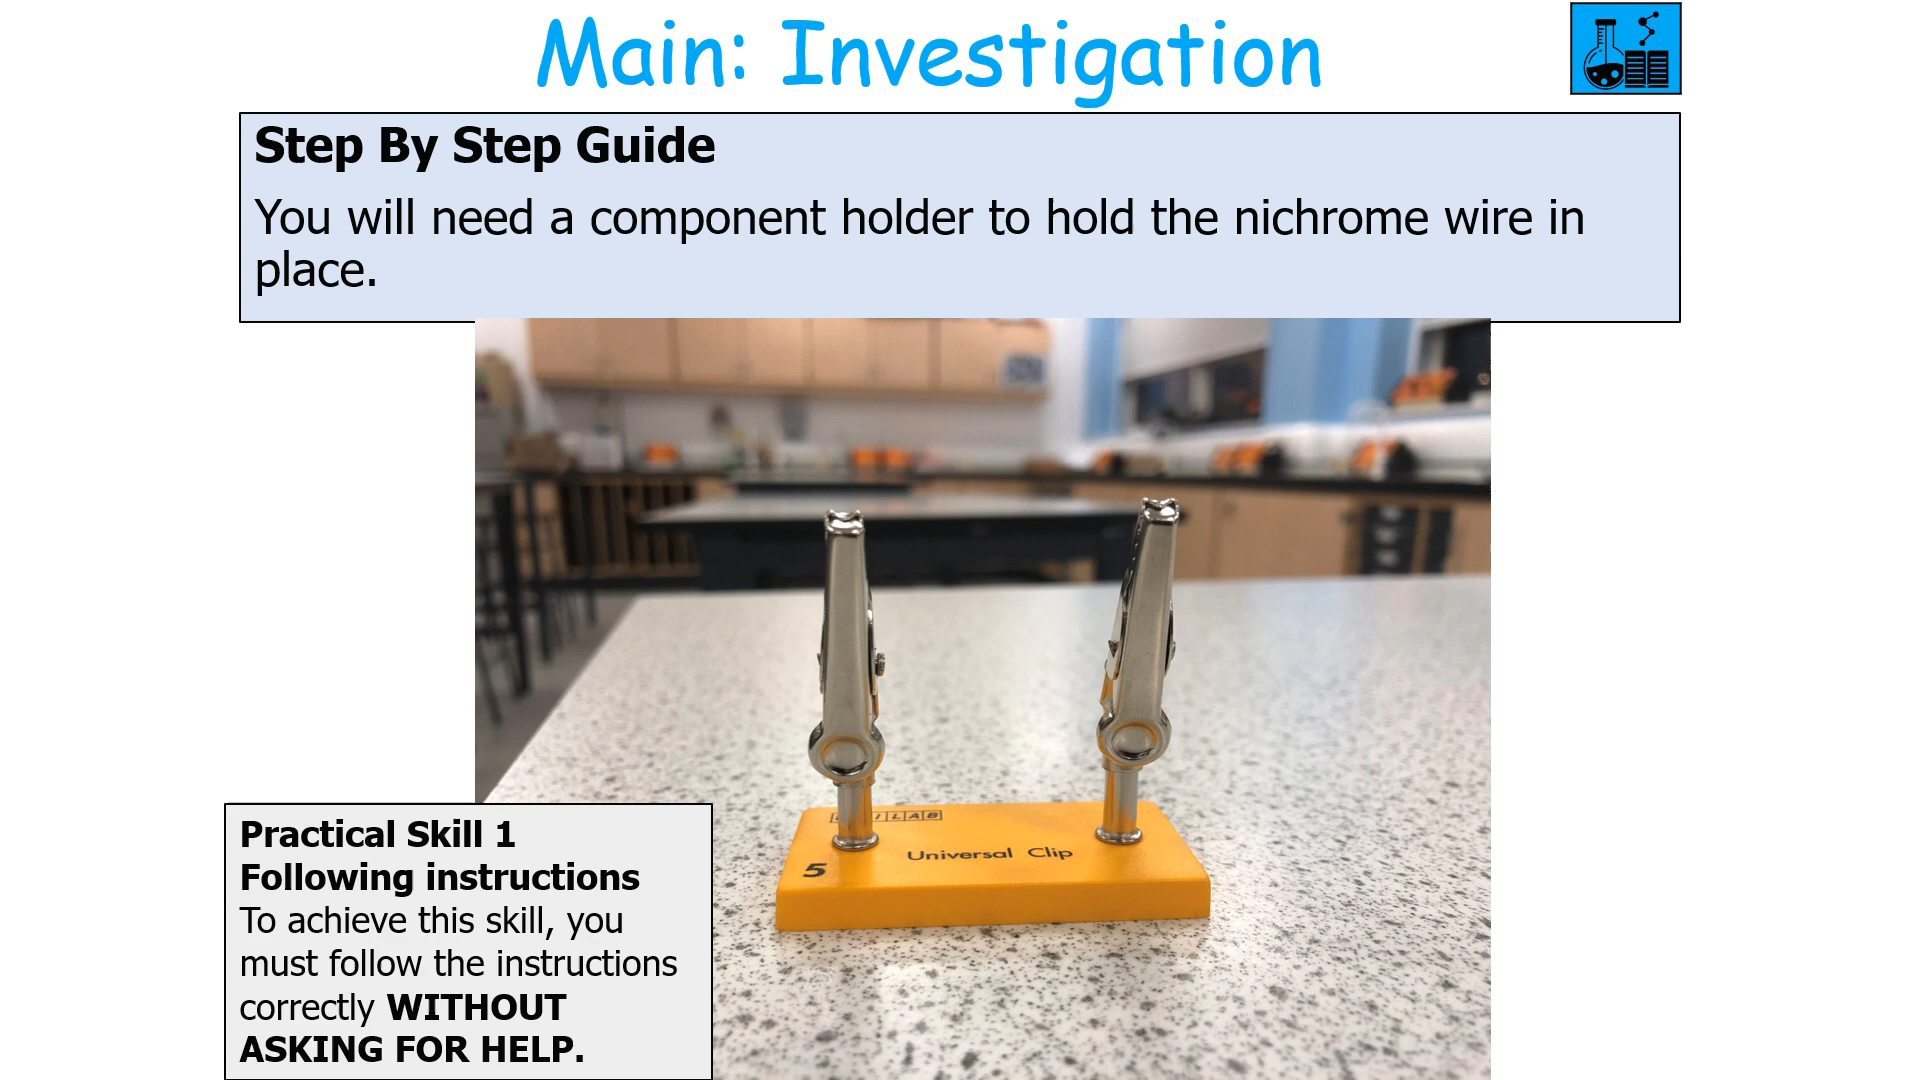 Main: Investigation
Step By Step Guide
You will need a component holder to hold the nichrome wire in
place.
Universal Clip
5
Practical Skill 1
Following instructions
To achieve this skill, you
must follow the instructions
correctly WITHOUT
ASKING FOR HELP.